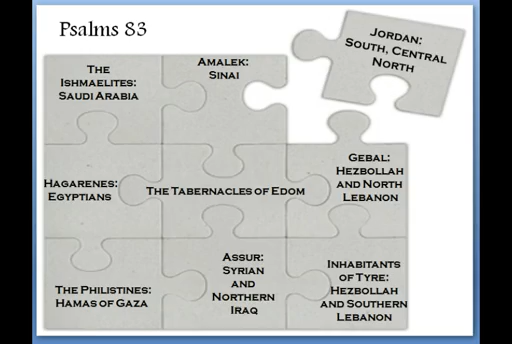 Psalms 83
JORDAN:
SOUTH, CENTRAL
NORTH
THE
ISHMAELITES:
SAUDI ARABIA
AMALEK:
SINAI
HAGARENES:
EGYPTIANS
THE TABERNACLES OF EDOM
GEBAL:
HEZBOLLAH
AND NORTH
LEBANON
THE PHILISTINES:
HAMAS OF GAZA
ASSUR:
SYRIAN
AND
NORTHERN
IRAQ
INHABITANTS
OF TYRE:
HEZBOLLAH
AND SOUTHERN
LEBANON